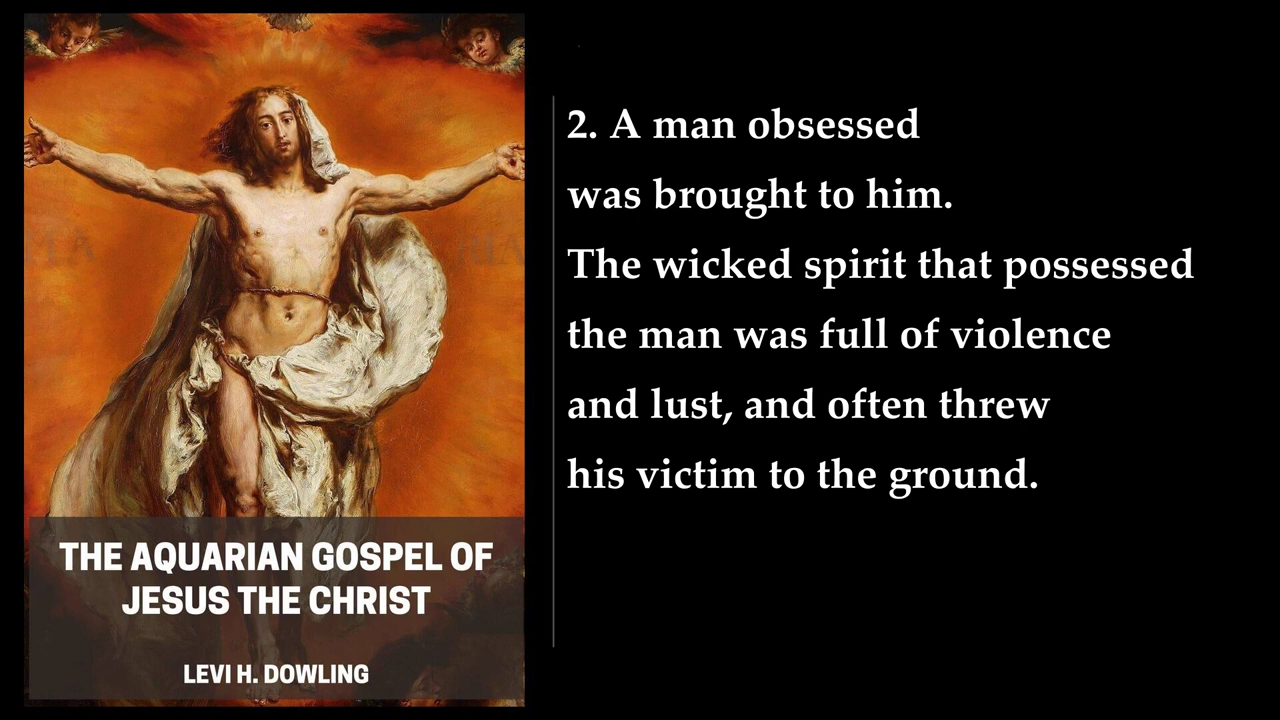 2. A man obsessed
was brought to him.
The wicked spirit that possessed
the man was full of violence
and lust, and often threw
his victim to the ground.
THE AQUARIAN GOSPEL OF
JESUS THE CHRIST
LEVI H. DOWLING